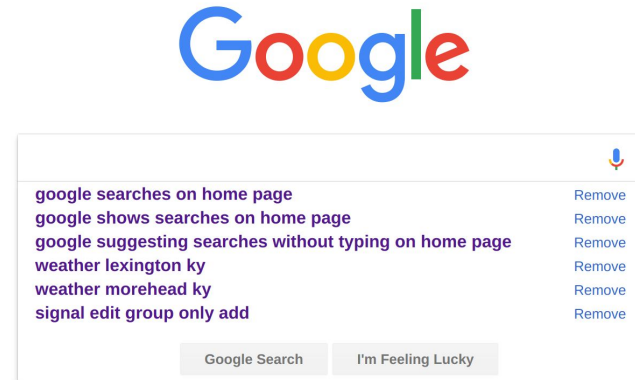 Google
google searches on home page Remove
google shows searches on home page Remove
google suggesting searches without typing on home page Remove
weather lexington ky Remove
weather morehead ky Remove
signal edit group only add Remove
Google Search I'm Feeling Lucky